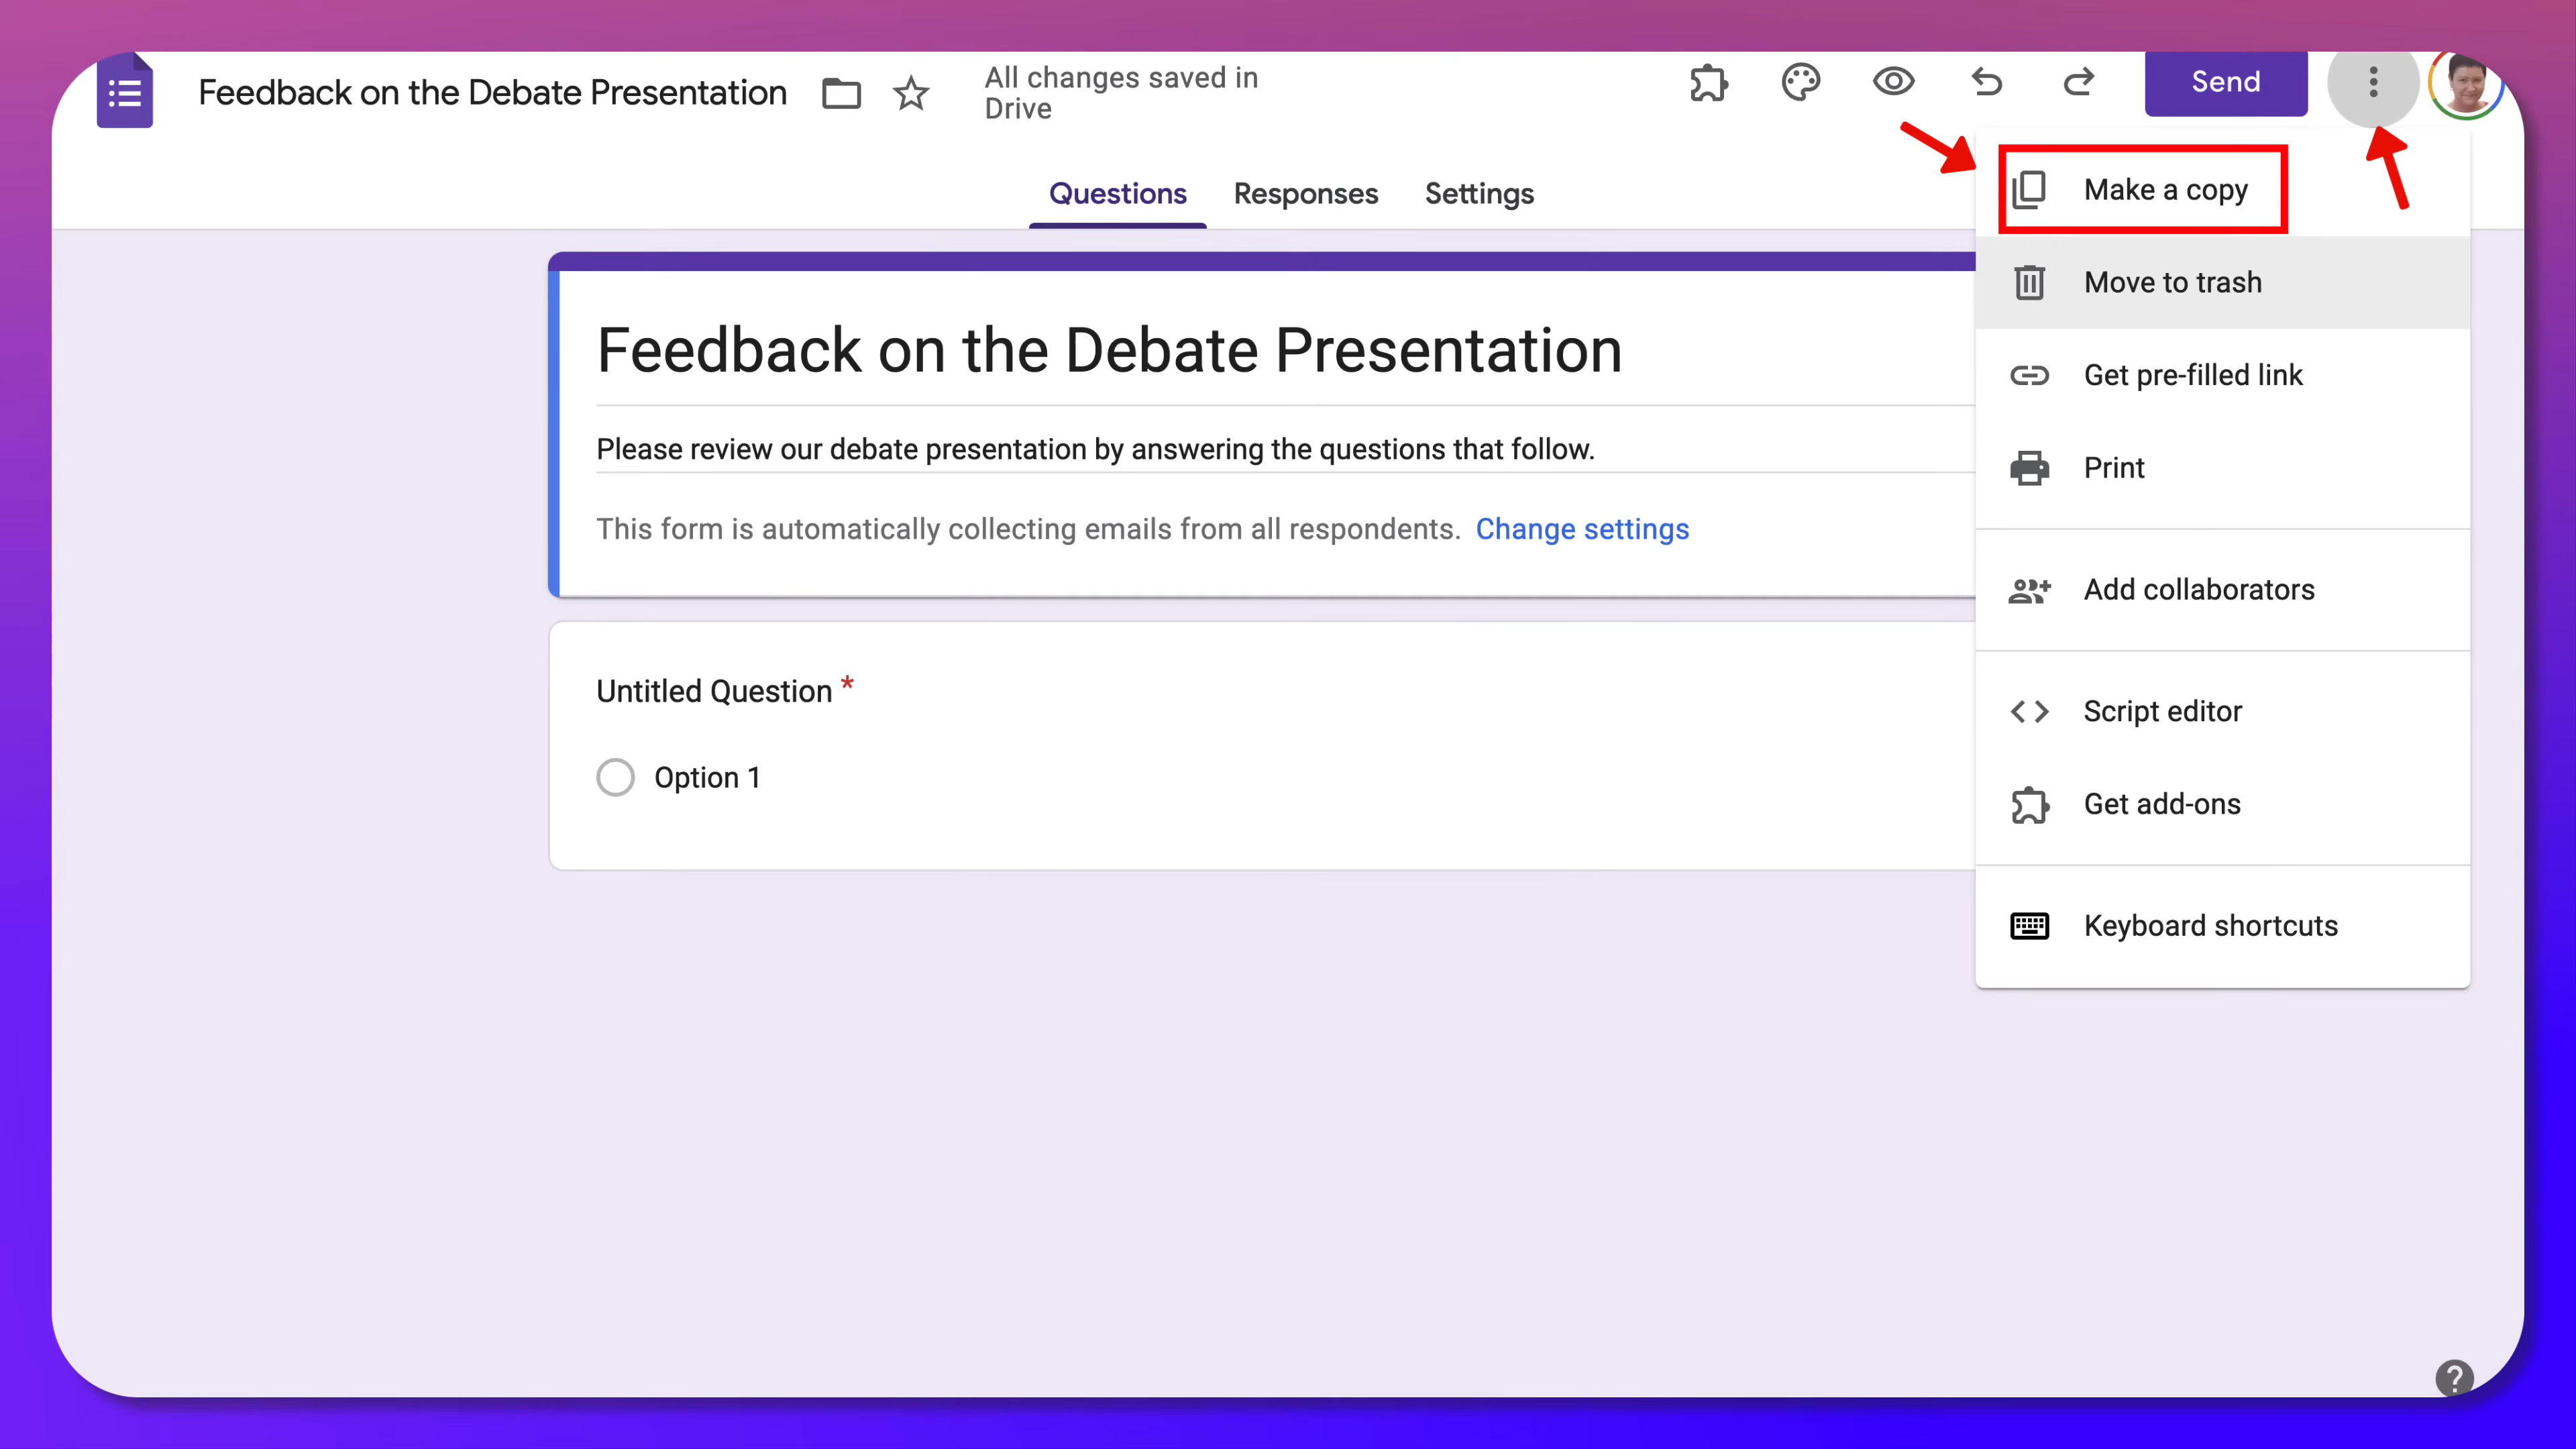 Feedback on the Debate Presentation
All changes saved in
Drive
Send
Questions
Responses
Settings
Feedback on the Debate Presentation
Please review our debate presentation by answering the questions that follow.
This form is automatically collecting emails from all respondents. Change settings
Untitled Question *
Option 1
Make a copy
Move to trash
Get pre-filled link
Print
Add collaborators
Script editor
Get add-ons
Keyboard shortcuts
?